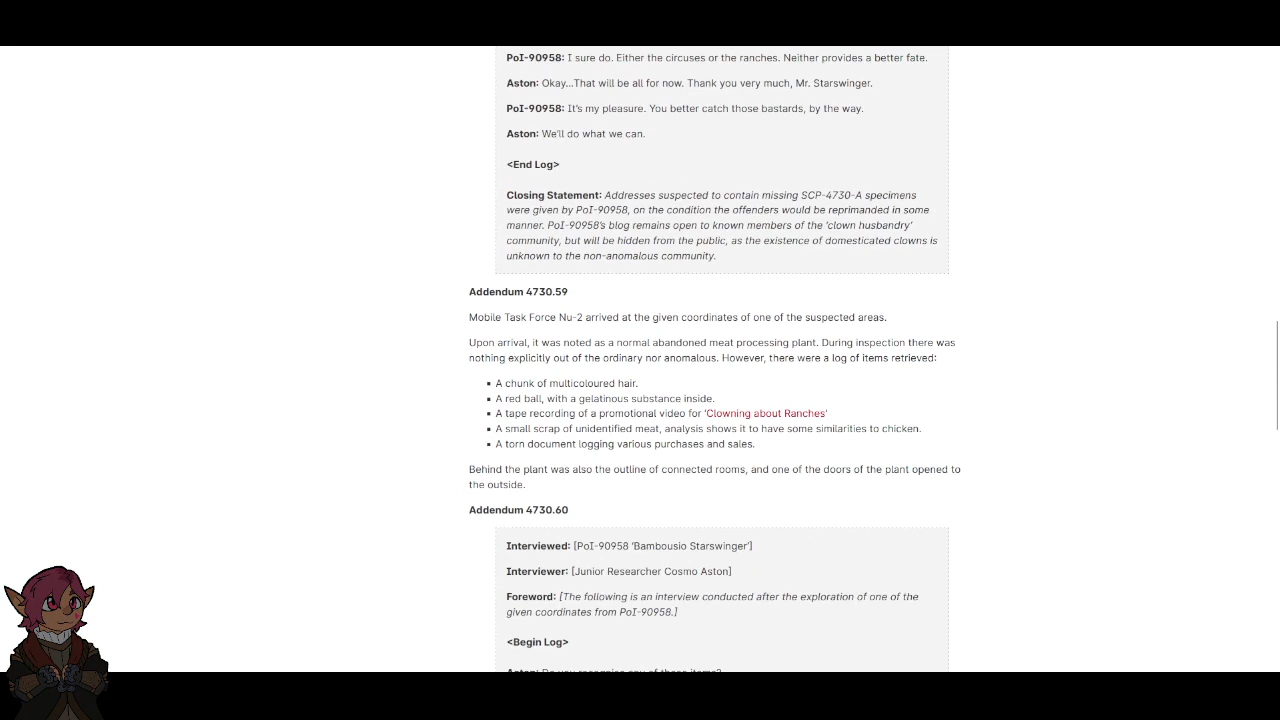 PoI-90958: I sure do. Either the circuses or the ranches. Neither provides a better fate.
Aston: Okay...That will be all for now. Thank you very much, Mr. Starswinger.
PoI-90958: It's my pleasure. You better catch those bastards, by the way.
Aston: We'll do what we can.
<End Log>
Closing Statement: Addresses suspected to contain missing SCP-4730-A specimens
were given by PoI-90958, on the condition the offenders would be reprimanded in some
manner. PoI-90958's blog remains open to known members of the 'clown husbandry'
community, but will be hidden from the public, as the existence of domesticated clowns is
unknown to the non-anomalous community.
Addendum 4730.59
Mobile Task Force Nu-2 arrived at the given coordinates of one of the suspected areas.
Upon arrival, it was noted as a normal abandoned meat processing plant. During inspection there was
nothing explicitly out of the ordinary nor anomalous. However, there were a log of items retrieved:
▪ A chunk of multicoloured hair.
▪ A red ball, with a gelatinous substance inside.
▪ A tape recording of a promotional video for 'Clowning about Ranches'
▪ A small scrap of unidentified meat, analysis shows it to have some similarities to chicken.
▪ A torn document logging various purchases and sales.
Behind the plant was also the outline of connected rooms, and one of the doors of the plant opened to
the outside.
Addendum 4730.60
Interviewed: [PoI-90958 'Bambousio Starswinger']
Interviewer: [Junior Researcher Cosmo Aston]
Foreword: [The following is an interview conducted after the exploration of one of the
given coordinates from PoI-90958.]
<Begin Log>
Aston: Do you recognise any of these items?